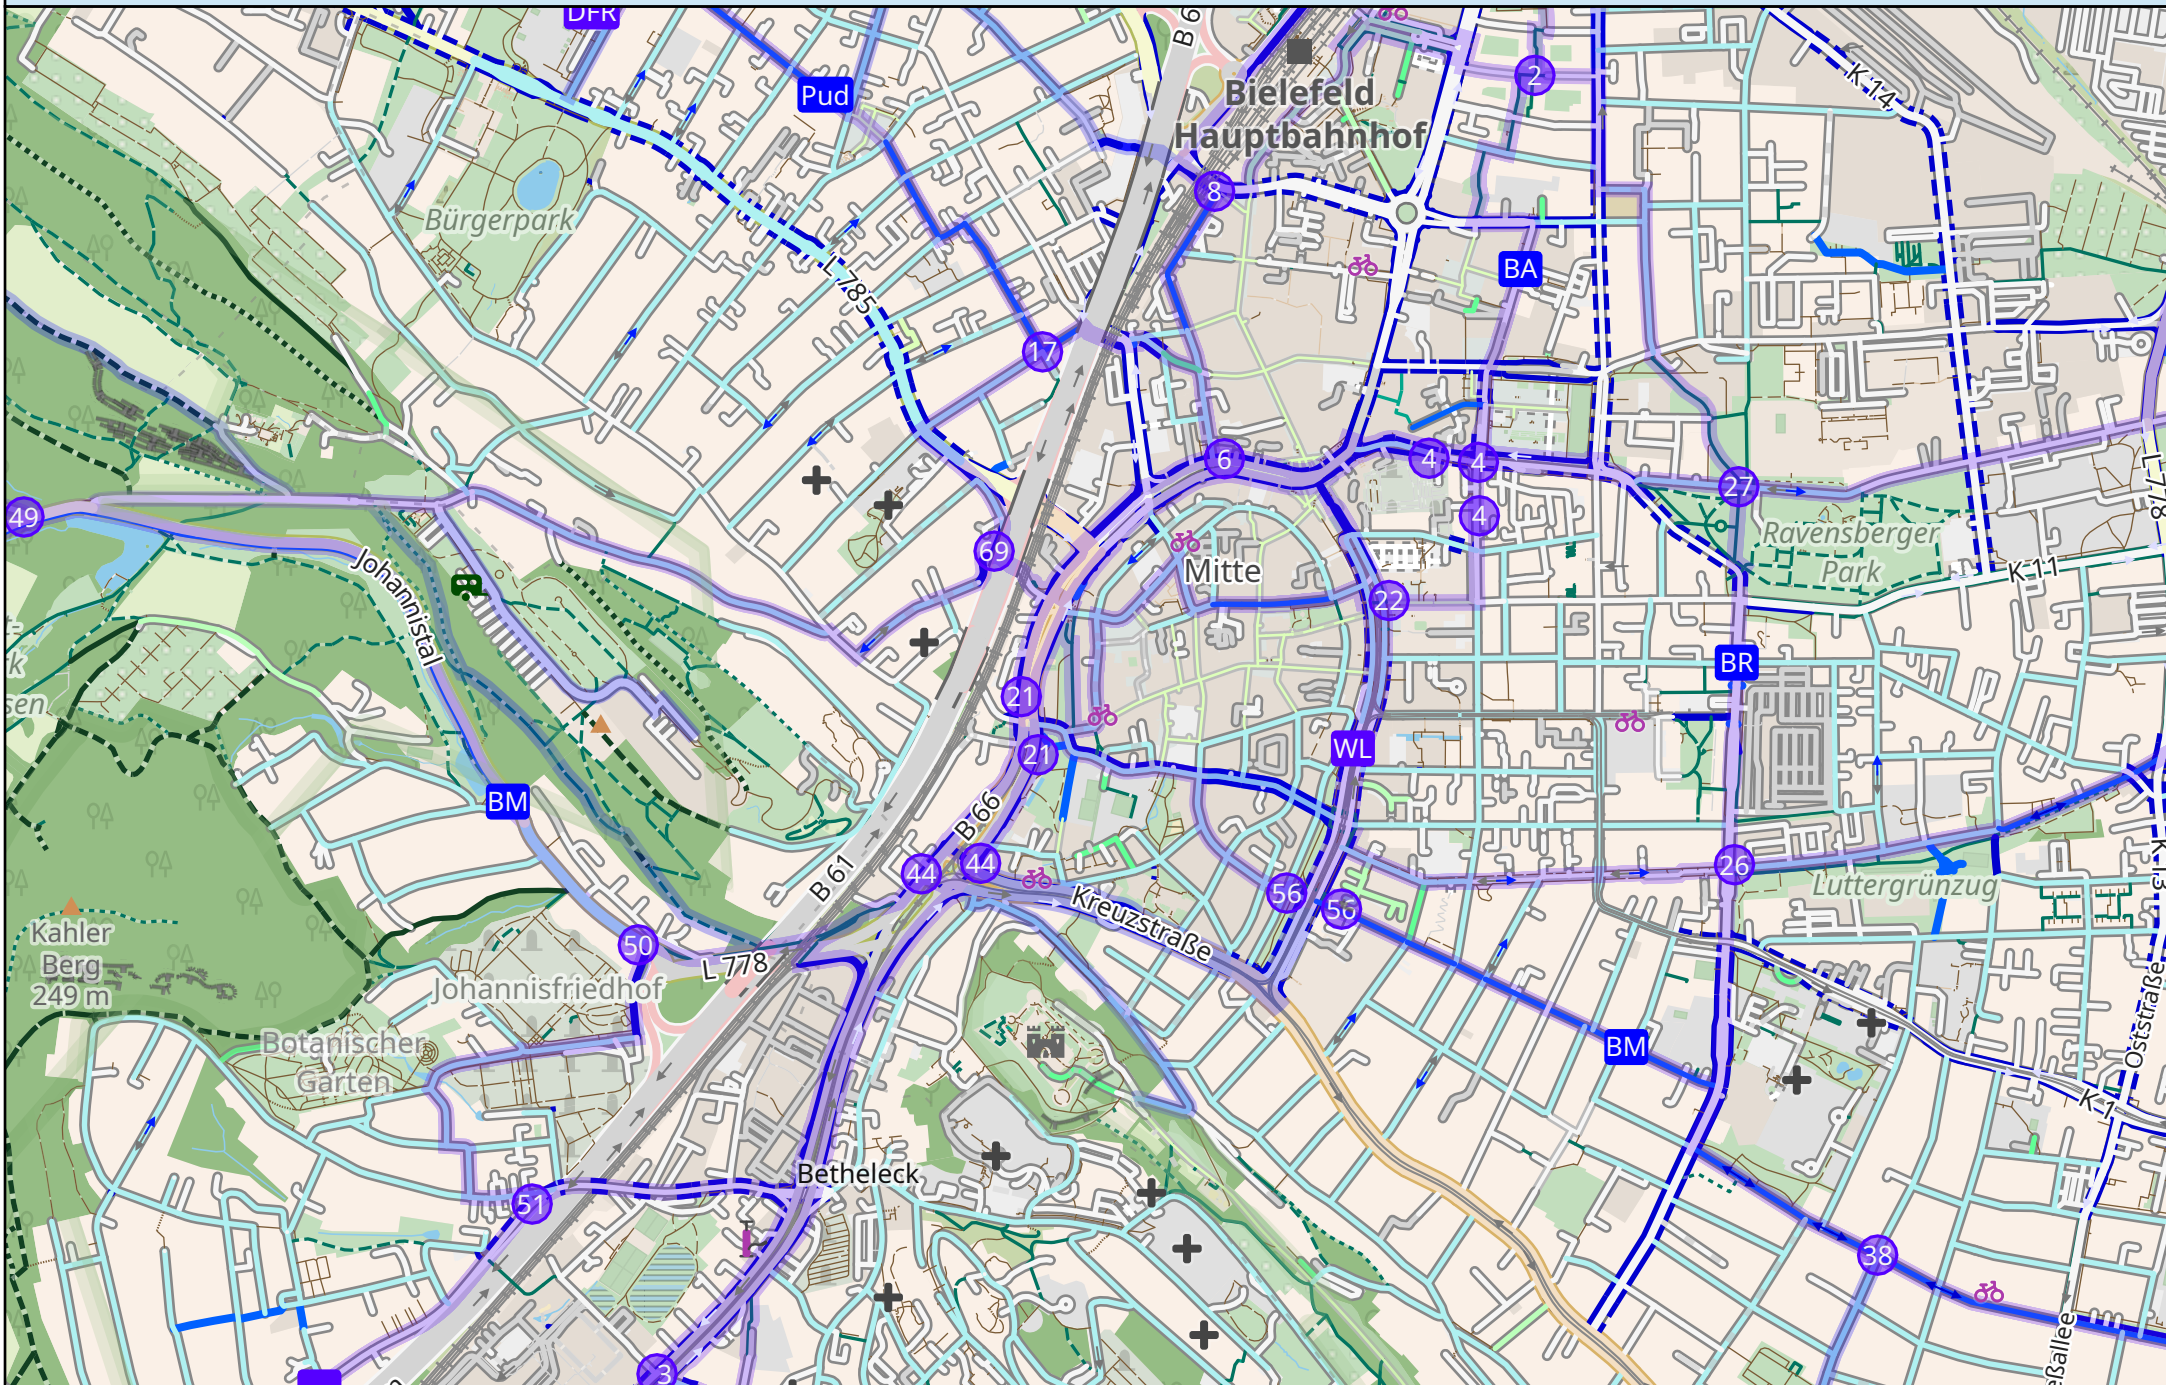 DFR
B 6
2
Pud
K 14
Bielefeld
Hauptbahnhof
8
Bürgerpark
BA
L 785
17
6
4
4
27
49
4
L 778
Ravensberger
Park
69
Mitte
K 11
Johannistal
22
BR
21
WL
21
BM
B 66
44
44
26
B 61
56
56
Luttergrünzug
Kreuzstraße
Kahler
Berg
249 m
50
L 778
Johannisfriedhof
Oststraße
Botanischer
Garten
BM
K 1
Betheleck
51
38
3